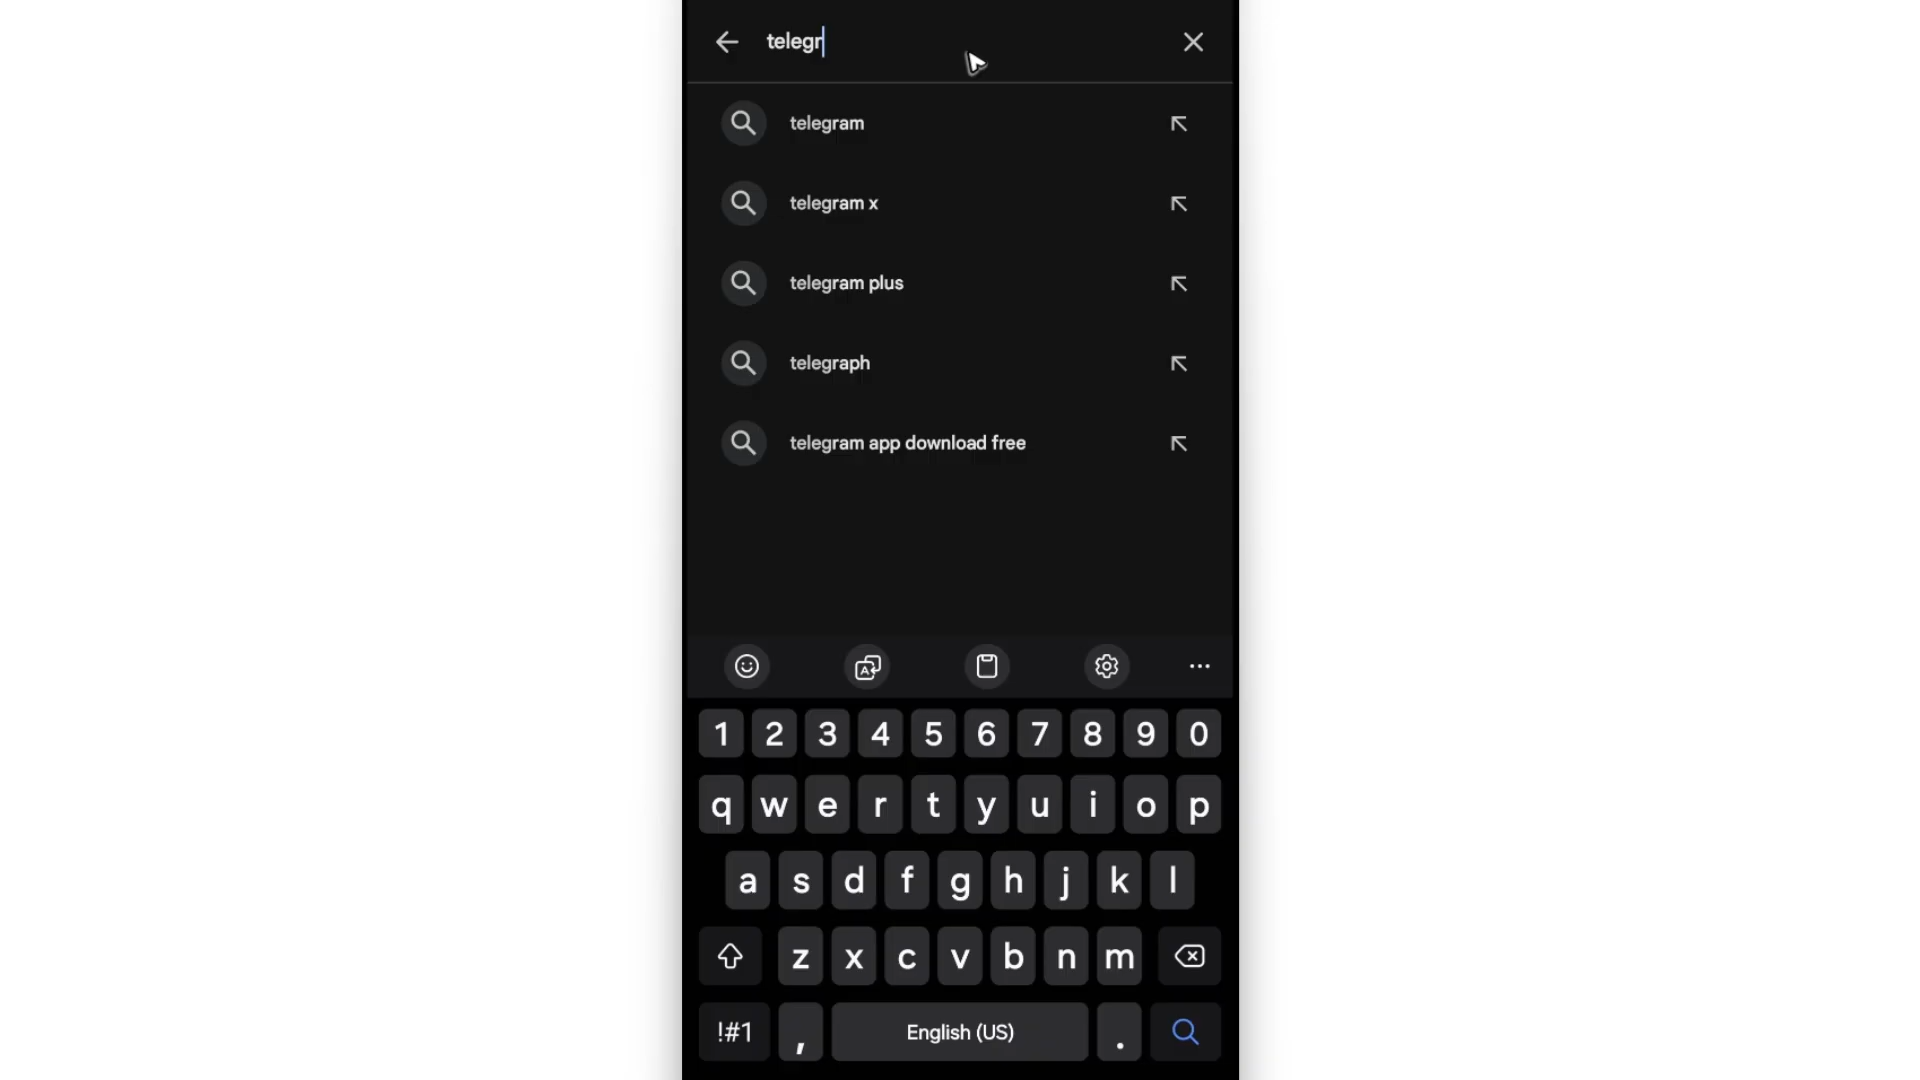 telegr
telegram
telegram x
telegram plus
telegraph
telegram app download free
1 2 3 4 5 6 7 8 9 0
q w e r t y u i o p
a s d f g h j k l
z x c v b n m
!#1 , English (US) .